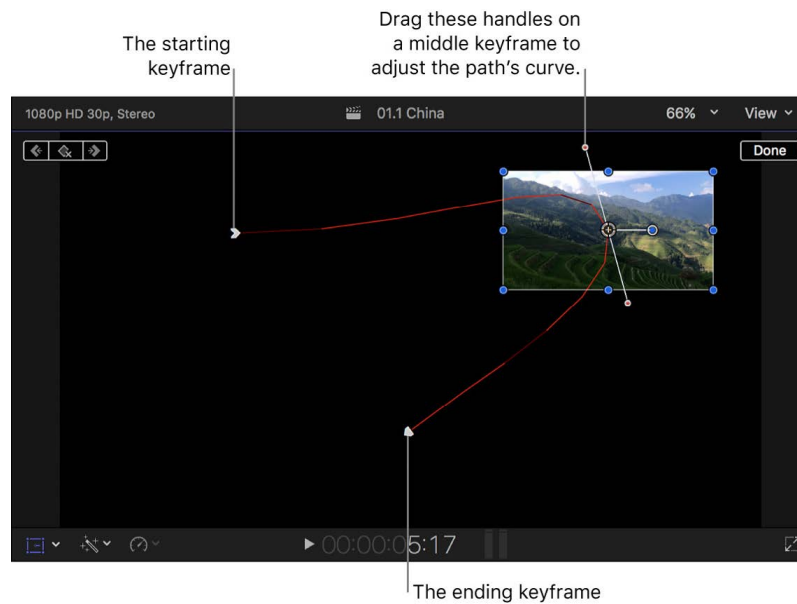 Drag these handles on
a middle keyframe to
adjust the path's curve.
The starting
keyframe
1080p HD 30p, Stereo
01.1 China
66%
View
Done
00:00:05:17
The ending keyframe